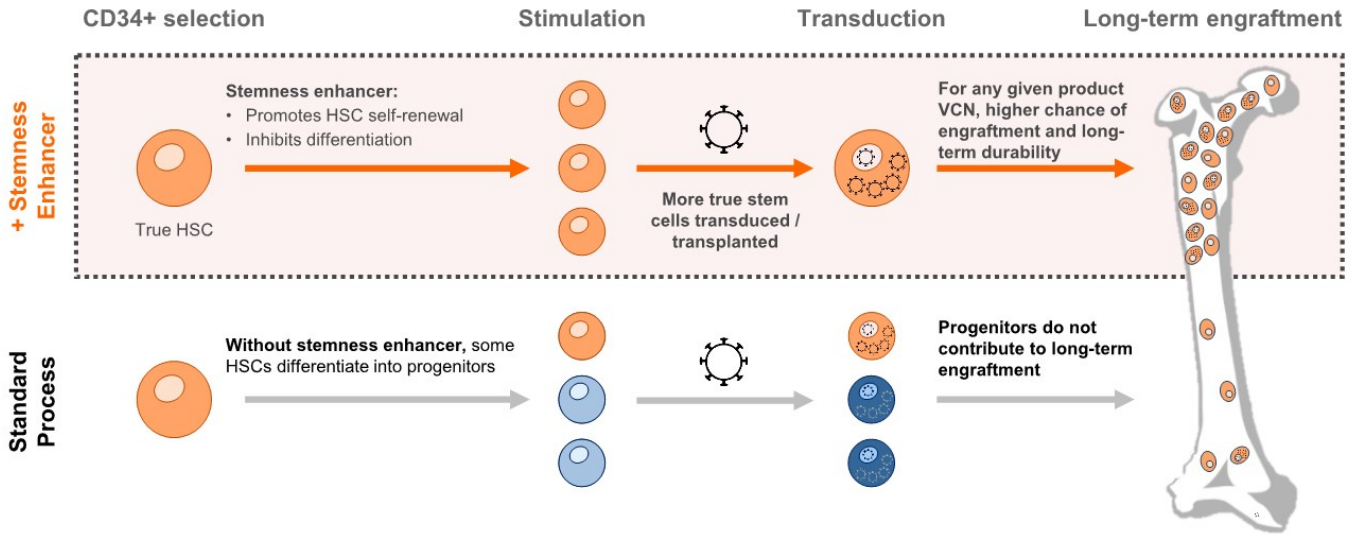 CD34+ selection
Stimulation
Transduction
Long-term engraftment
+ Stemness
Enhancer
Stemness enhancer:
• Promotes HSC self-renewal
• Inhibits differentiation
True HSC
More true stem
cells transduced /
transplanted
For any given product
VCN, higher chance of
engraftment and long-
term durability
Standard
Process
Without stemness enhancer, some
HSCs differentiate into progenitors
Progenitors do not
contribute to long-term
engraftment